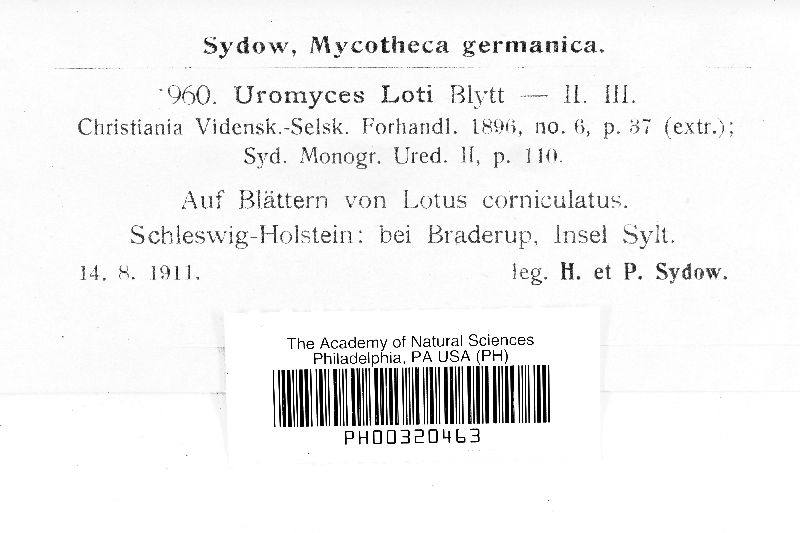 Sydow, Mycotheca germanica.
960. Uromyces Loti Blytt — II. III.
Christiania Vidensk.-Selsk. Forhandl. 1896, no. 6, p. 37 (extr.);
Syd. Monogr. Ured. II, p. 110.
Auf Blättern von Lotus corniculatus.
Schleswig-Holstein: bei Braderup, Insel Sylt.
14. 8. 1911. leg. H. et P. Sydow.
The Academy of Natural Sciences
Philadelphia, PA USA (PH)
PH00320463